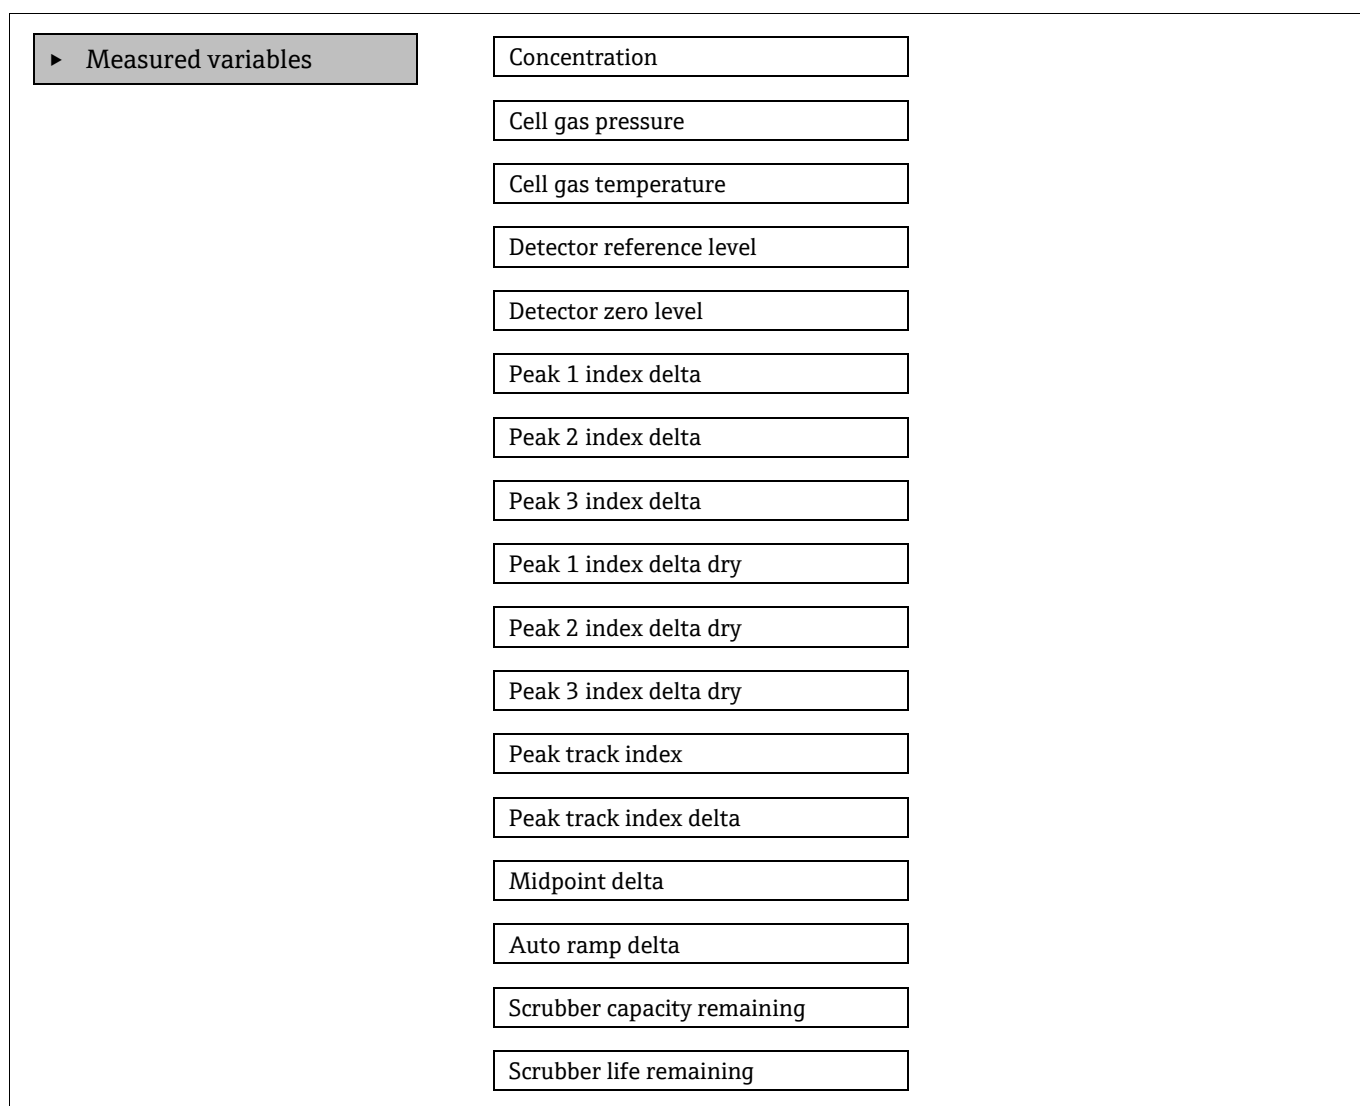 ▶ Measured variables
Concentration
Cell gas pressure
Cell gas temperature
Detector reference level
Detector zero level
Peak 1 index delta
Peak 2 index delta
Peak 3 index delta
Peak 1 index delta dry
Peak 2 index delta dry
Peak 3 index delta dry
Peak track index
Peak track index delta
Midpoint delta
Auto ramp delta
Scrubber capacity remaining
Scrubber life remaining